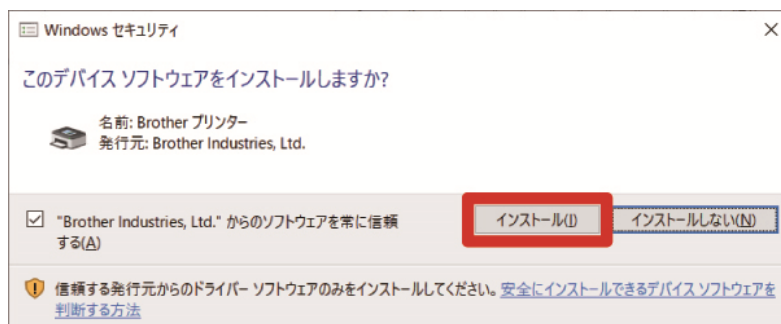 Windows セキュリティ
このデバイス ソフトウェアをインストールしますか?
名前: Brother プリンター
発行元: Brother Industries, Ltd.
"Brother Industries, Ltd." からのソフトウェアを常に信頼
する(A)
インストール(I)
インストールしない(N)
信頼する発行元からのドライバー ソフトウェアのみをインストールしてください。安全にインストールできるデバイス ソフトウェアを
判断する方法